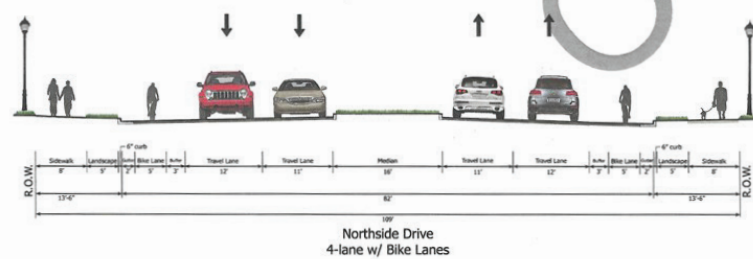 6" curb 6" curb
Sidewalk Landscape Gutter Bike Lane Buffer Travel Lane Travel Lane Median Travel Lane Travel Lane Buffer Bike Lane Gutter Landscape Sidewalk
8' 5' 2' 5' 3' 12' 11' 16' 11' 12' 3' 5' 2' 5' 8'
R.O.W. R.O.W.
13'-6" 82' 13'-6"
109'
Northside Drive
4-lane w/ Bike Lanes